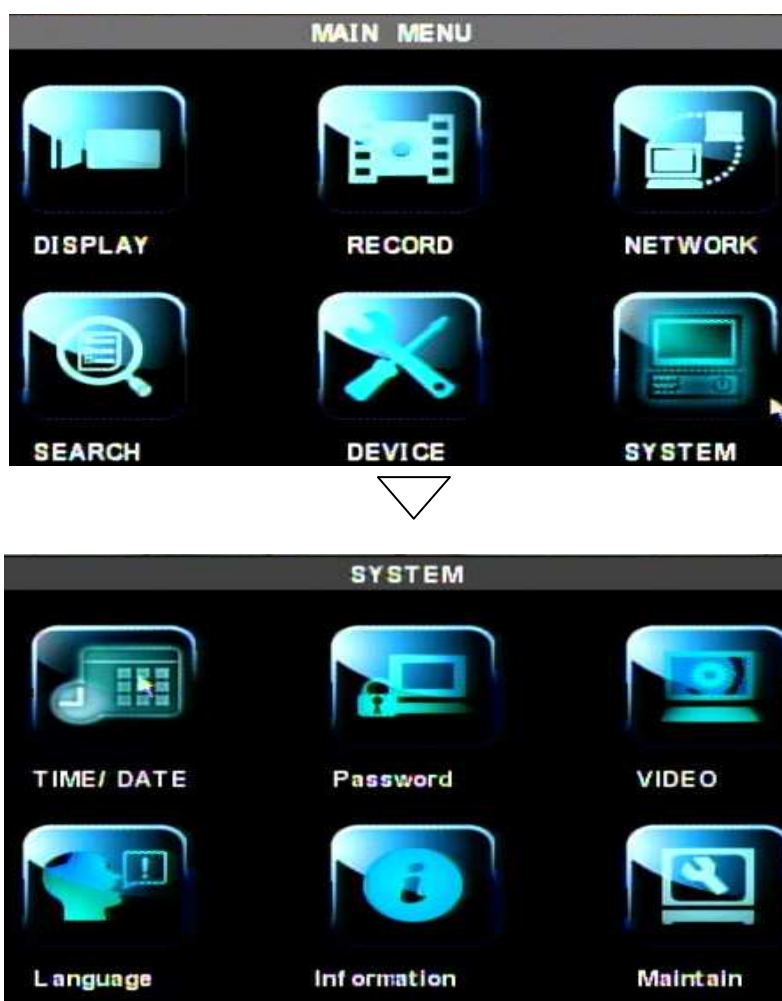 MAIN MENU
DISPLAY RECORD NETWORK
SEARCH DEVICE SYSTEM
SYSTEM
TIME/ DATE Password VIDEO
Language Information Maintain